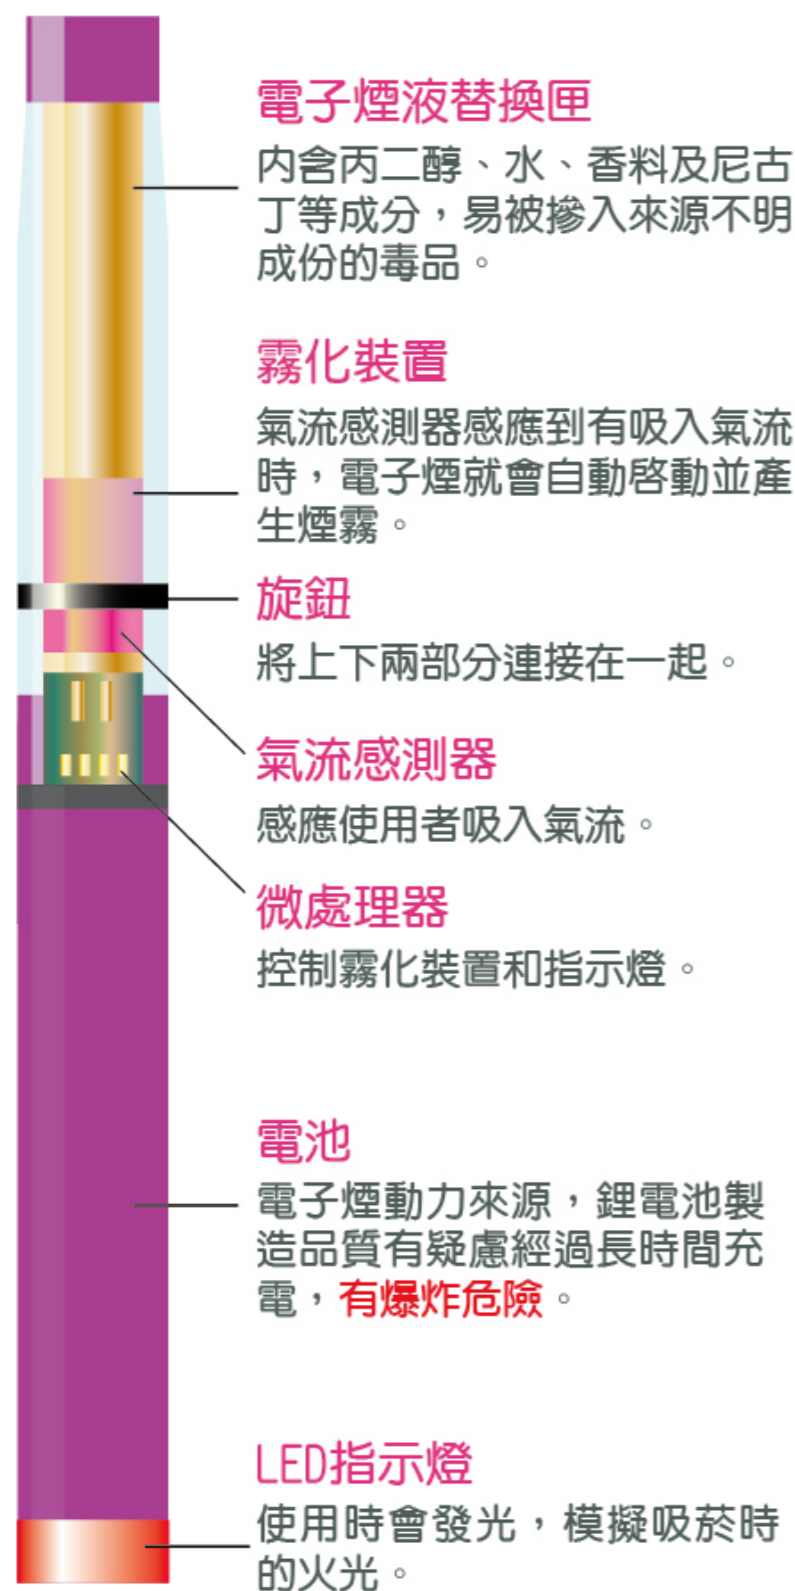 電子煙液替換匣
內含丙二醇、水、香料及尼古
丁等成分，易被摻入來源不明
成份的毒品。
霧化裝置
氣流感測器感應到有吸入氣流
時，電子煙就會自動啓動並產
生煙霧。
旋鈕
將上下兩部分連接在一起。
氣流感測器
感應使用者吸入氣流。
微處理器
控制霧化裝置和指示燈。
電池
電子煙動力來源，鋰電池製
造品質有疑慮經過長時間充
電，有爆炸危險。
LED指示燈
使用時會發光，模擬吸菸時
的火光。